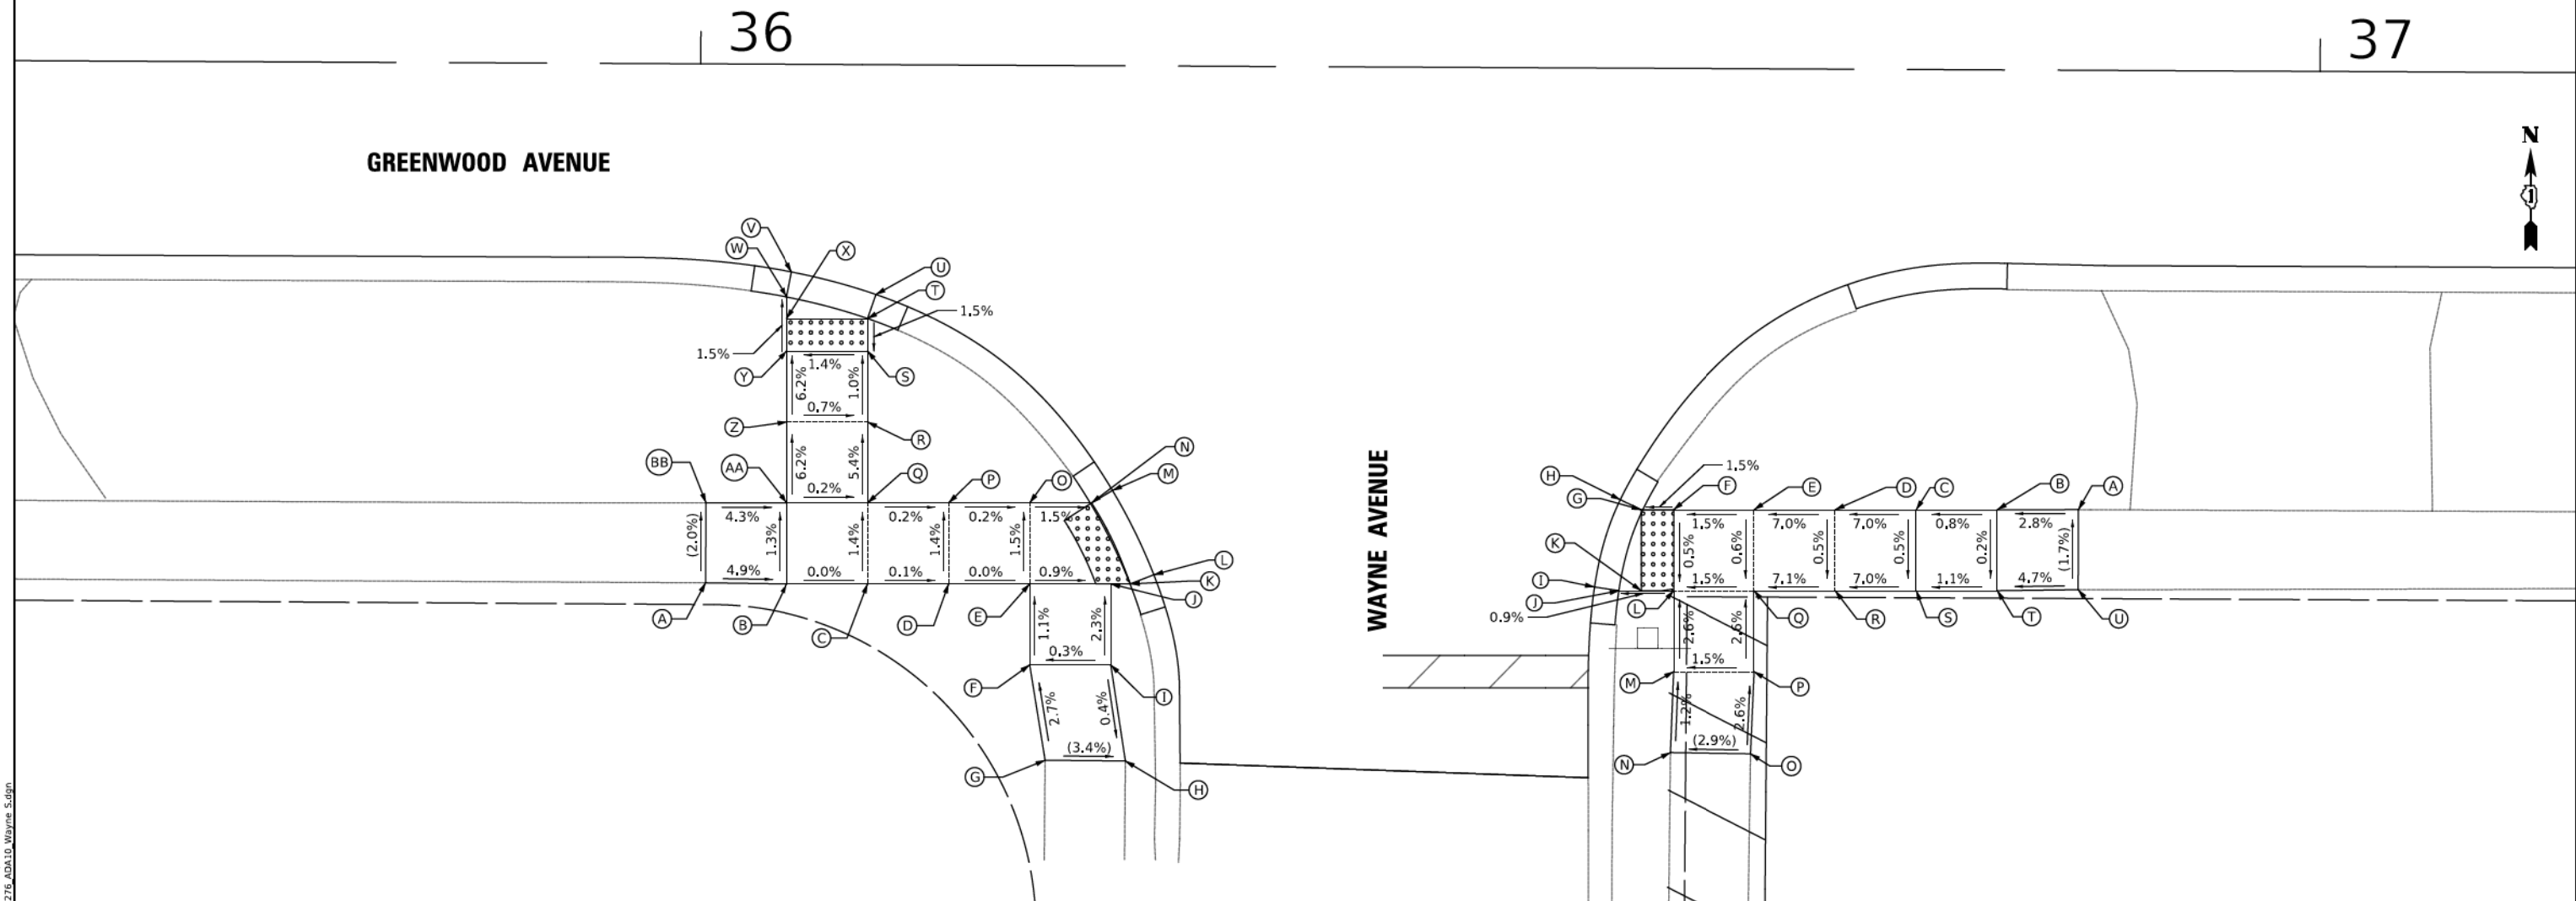 36
37
GREENWOOD AVENUE
N
V
W
X
U
T
1.5%
1.5%
1.4%
Y
S
6.2%
1.0%
0.7%
Z
R
6.2%
5.4%
0.2%
BB
AA
Q
P
O
N
M
4.3%
0.2%
0.2%
1.5%
(2.0%)
1.3%
1.4%
1.4%
1.5%
4.9%
0.0%
0.1%
0.0%
0.9%
L
K
J
A
B
C
D
E
1.1%
2.3%
0.3%
F
I
2.7%
0.4%
(3.4%)
G
H
WAYNE AVENUE
1.5%
H
G
F
E
D
C
B
A
1.5%
7.0%
7.0%
0.8%
2.8%
K
0.5%
0.6%
0.5%
0.5%
0.2%
(1.7%)
I
1.5%
7.1%
7.0%
1.1%
4.7%
J
0.9%
L
Q
R
S
T
U
2.6%
2.6%
1.5%
M
P
1.2%
2.6%
(2.9%)
N
O
276_ADA10_Wayne S.dgn